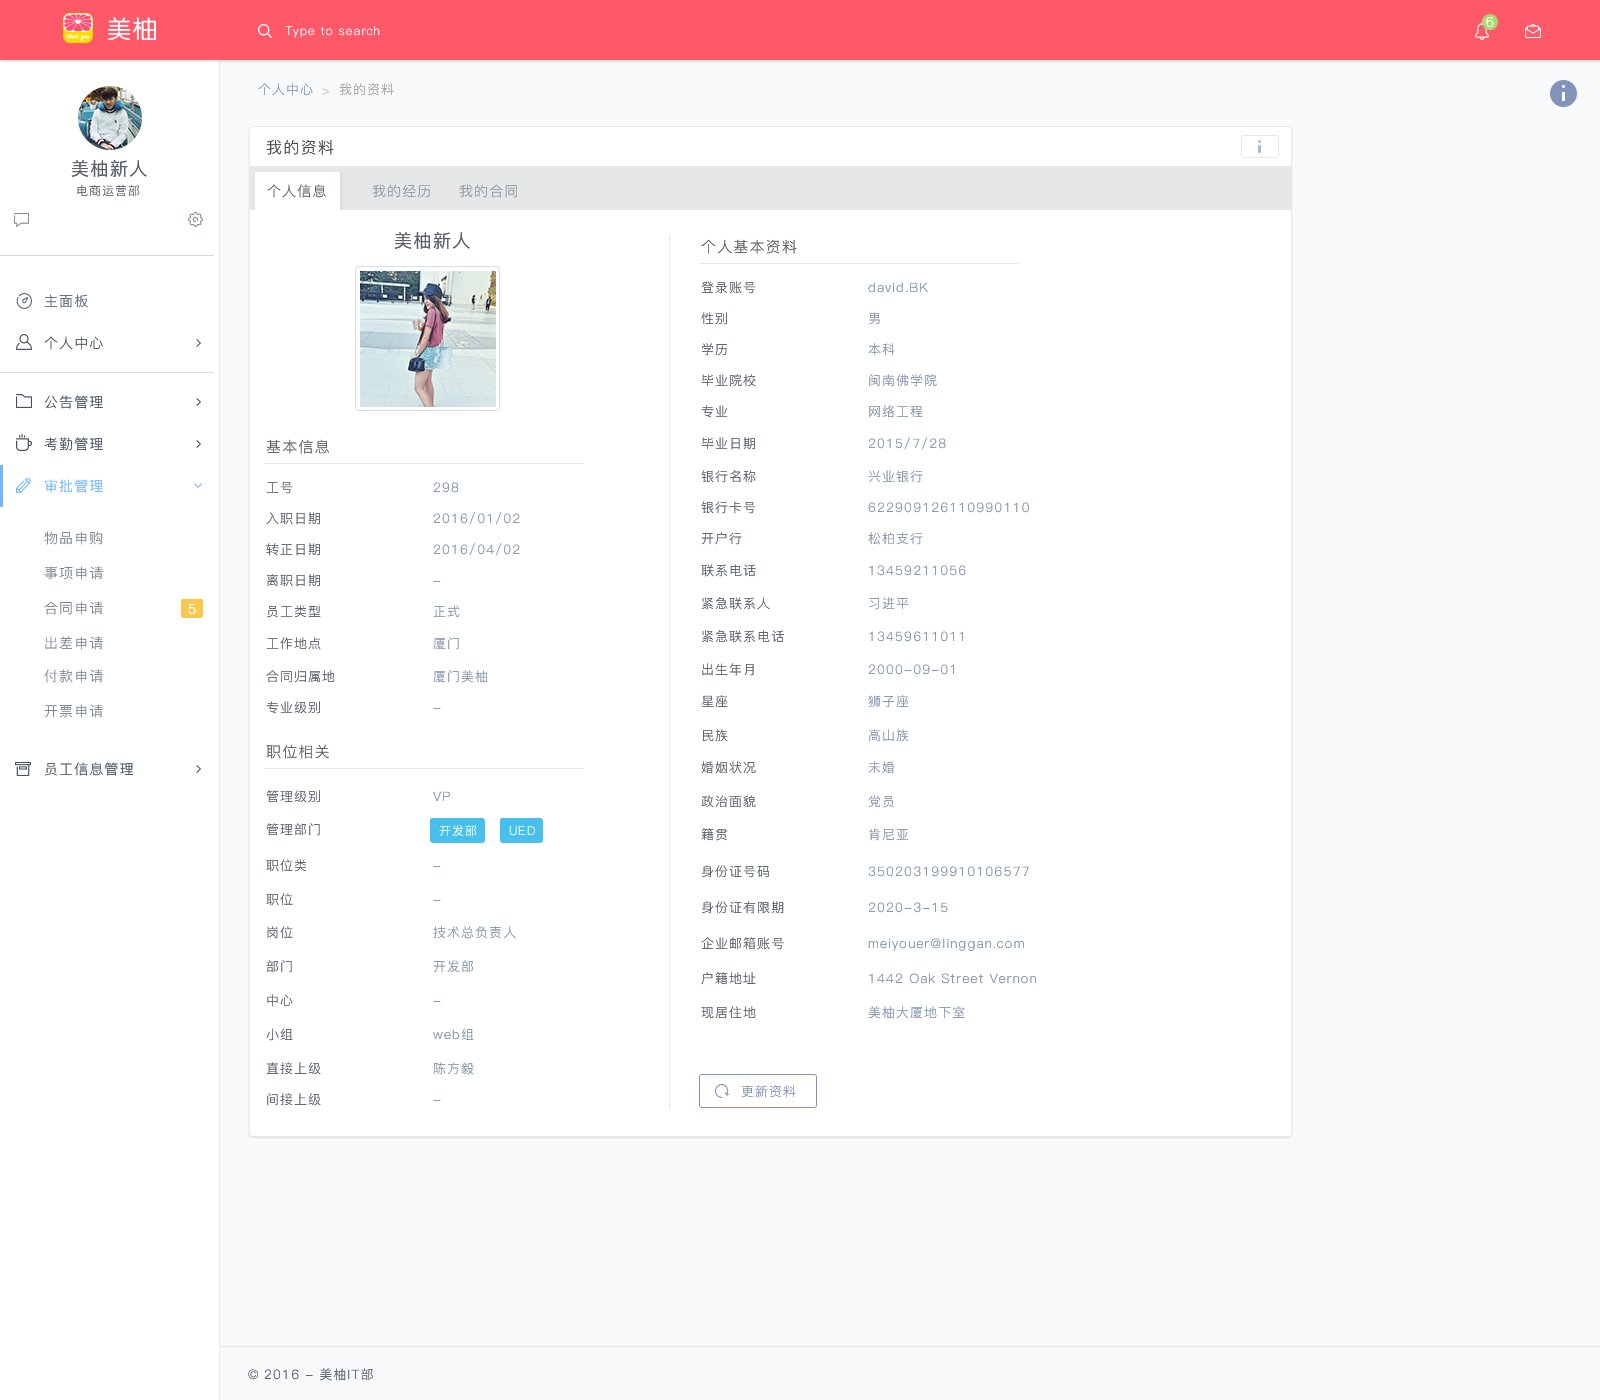 美柚
Type to search
6
美柚新人
电商运营部
主面板
个人中心
公告管理
考勤管理
审批管理
物品申购
事项申请
合同申请 5
出差申请
付款申请
开票申请
员工信息管理
个人中心 > 我的资料
我的资料
个人信息 我的经历 我的合同
美柚新人
基本信息
工号 298
入职日期 2016/01/02
转正日期 2016/04/02
离职日期 –
员工类型 正式
工作地点 厦门
合同归属地 厦门美柚
专业级别 –
职位相关
管理级别 VP
管理部门 开发部 UED
职位类 –
职位 –
岗位 技术总负责人
部门 开发部
中心 –
小组 web组
直接上级 陈方毅
间接上级 –
个人基本资料
登录账号 david.BK
性别 男
学历 本科
毕业院校 闽南佛学院
专业 网络工程
毕业日期 2015/7/28
银行名称 兴业银行
银行卡号 622909126110990110
开户行 松柏支行
联系电话 13459211056
紧急联系人 习进平
紧急联系电话 13459611011
出生年月 2000-09-01
星座 狮子座
民族 高山族
婚姻状况 未婚
政治面貌 党员
籍贯 肯尼亚
身份证号码 350203199910106577
身份证有限期 2020-3-15
企业邮箱账号 meiyouer@linggan.com
户籍地址 1442 Oak Street Vernon
现居住地 美柚大厦地下室
更新资料
© 2016 – 美柚IT部